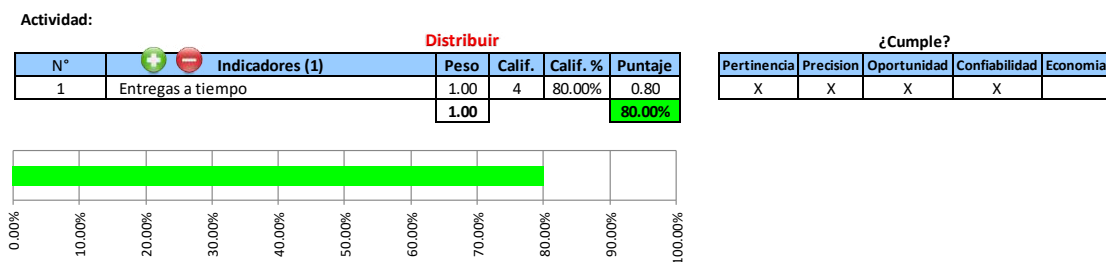 Actividad:
Distribuir ¿Cumple?
N° Indicadores (1) Peso Calif. Calif. % Puntaje Pertinencia Precision Oportunidad Confiabilidad Economia
1 Entregas a tiempo 1.00 4 80.00% 0.80 X X X X
1.00 80.00%
0.00% 10.00% 20.00% 30.00% 40.00% 50.00% 60.00% 70.00% 80.00% 90.00% 100.00%